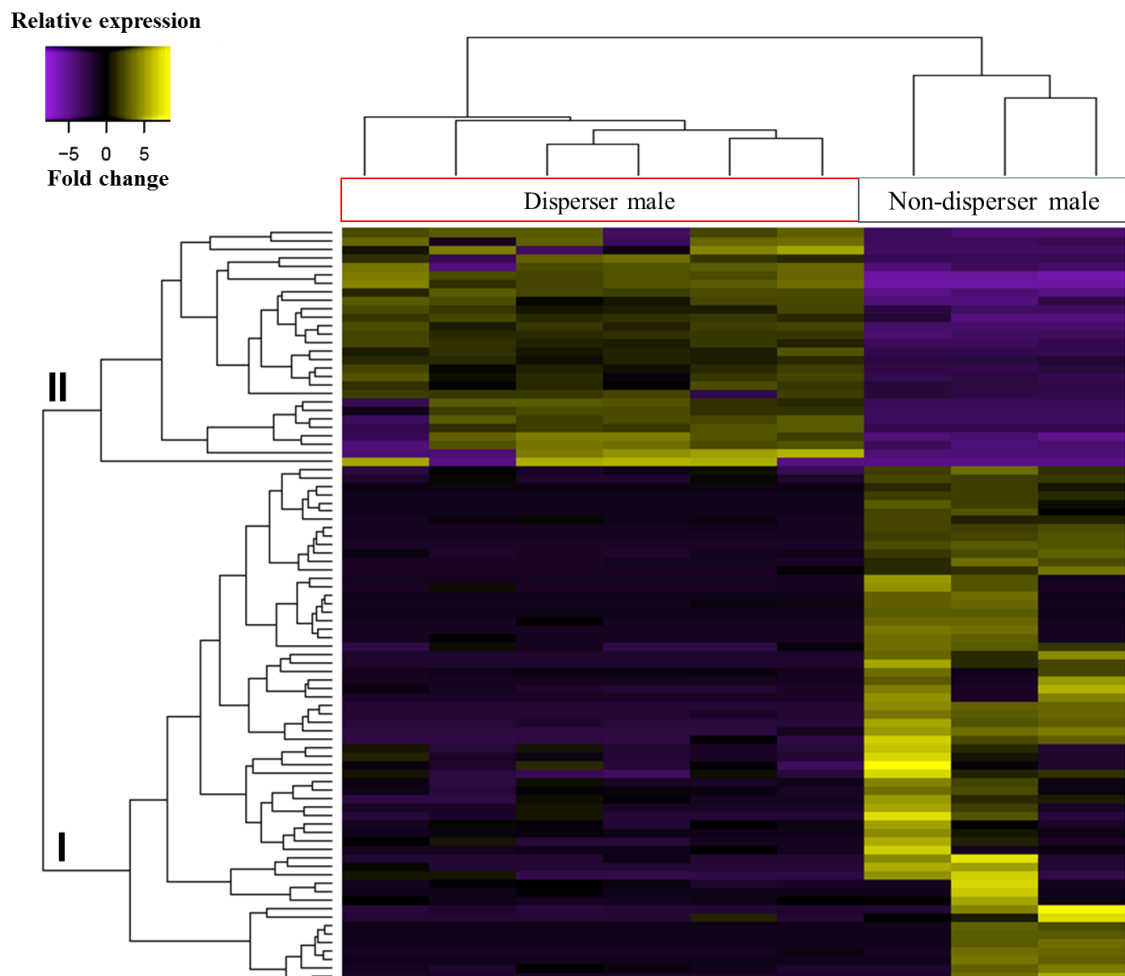 Relative expression
−5 0 5
Fold change
Disperser male
Non-disperser male
II
I